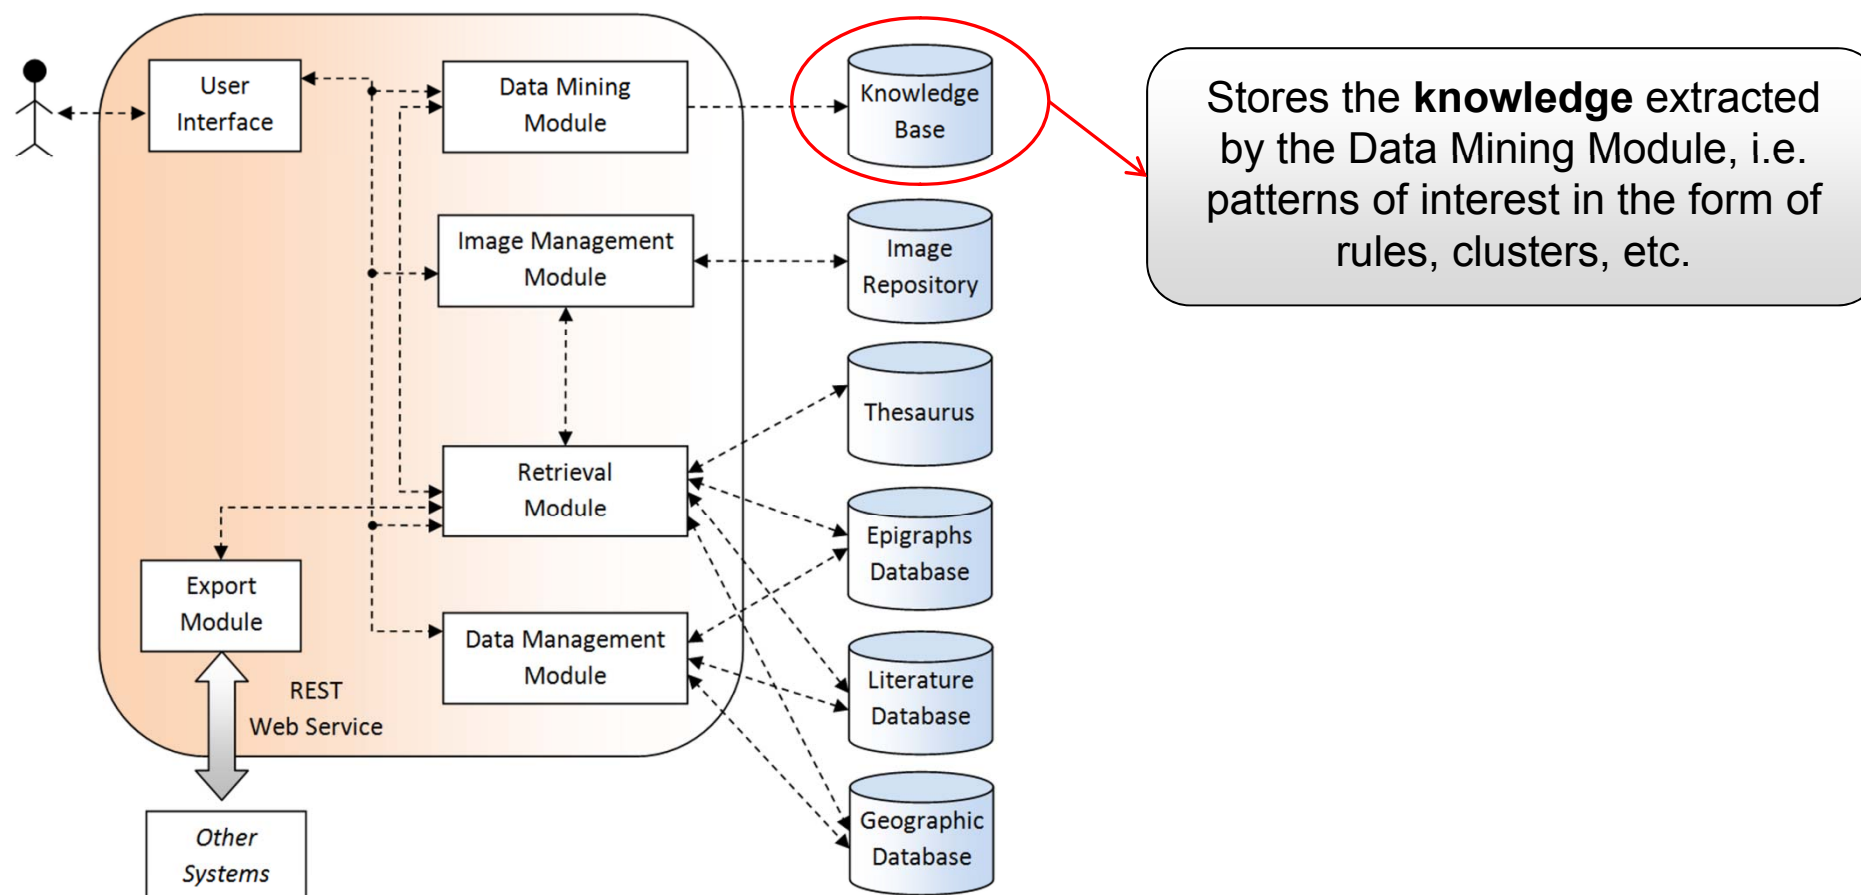 User
Interface
Data Mining
Module
Knowledge
Base
Stores the knowledge extracted
by the Data Mining Module, i.e.
patterns of interest in the form of
rules, clusters, etc.
Image Management
Module
Image
Repository
Thesaurus
Retrieval
Module
Epigraphs
Database
Export
Module
Data Management
Module
REST
Web Service
Literature
Database
Other
Systems
Geographic
Database